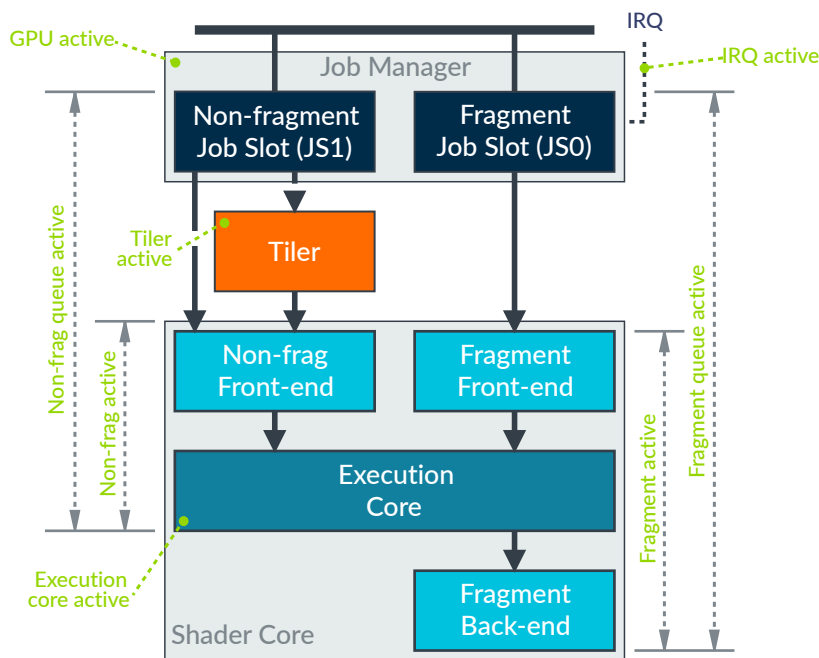 IRQ
GPU active
IRQ active
Job Manager
Non-fragment
Job Slot (JS1)
Fragment
Job Slot (JS0)
Tiler
active
Tiler
Non-frag queue active
Non-frag active
Non-frag
Front-end
Fragment
Front-end
Fragment active
Fragment queue active
Execution
Core
Execution
core active
Fragment
Back-end
Shader Core